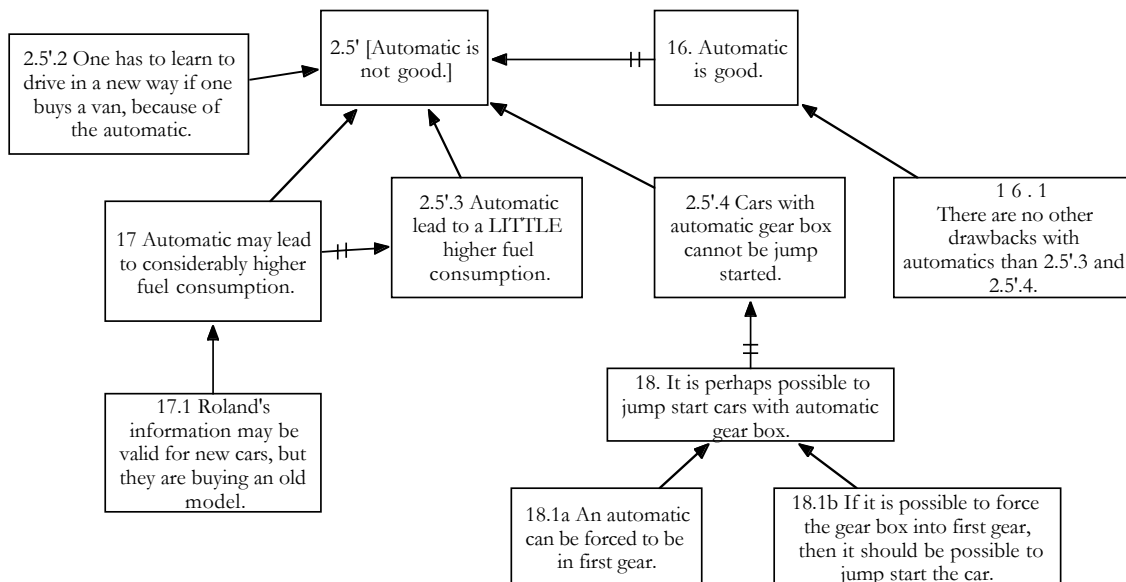 2.5'.2 One has to learn to
drive in a new way if one
buys a van, because of
the automatic.
2.5' [Automatic is
not good.]
16. Automatic
is good.
17 Automatic may lead
to considerably higher
fuel consumption.
2.5'.3 Automatic
lead to a LITTLE
higher fuel
consumption.
2.5'.4 Cars with
automatic gear box
cannot be jump
started.
1 6 . 1
There are no other
drawbacks with
automatics than 2.5'.3 and
2.5'.4.
17.1 Roland's
information may be
valid for new cars, but
they are buying an old
model.
18. It is perhaps possible to
jump start cars with automatic
gear box.
18.1a An automatic
can be forced to be
in first gear.
18.1b If it is possible to force
the gear box into first gear,
then it should be possible to
jump start the car.